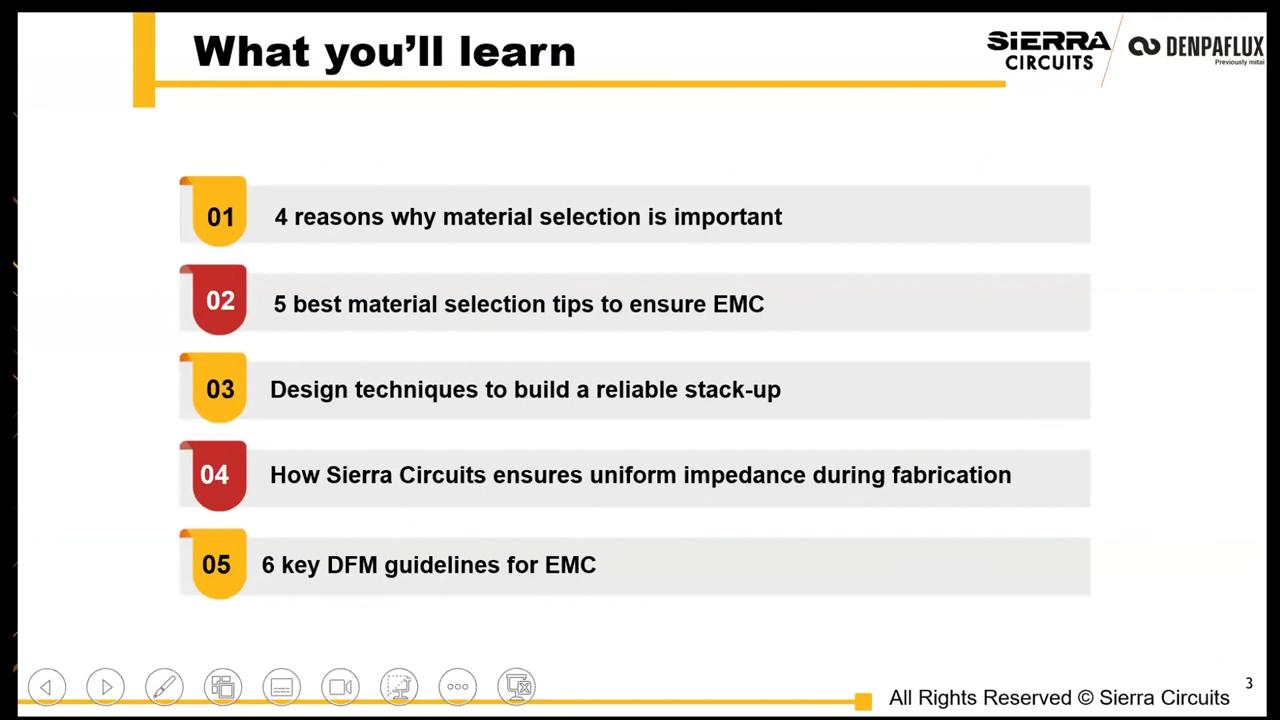 What you’ll learn
SIERRA
CIRCUITS
DENPAFLUX
Previously mitai
01
4 reasons why material selection is important
02
5 best material selection tips to ensure EMC
03
Design techniques to build a reliable stack-up
04
How Sierra Circuits ensures uniform impedance during fabrication
05
6 key DFM guidelines for EMC
3
All Rights Reserved © Sierra Circuits